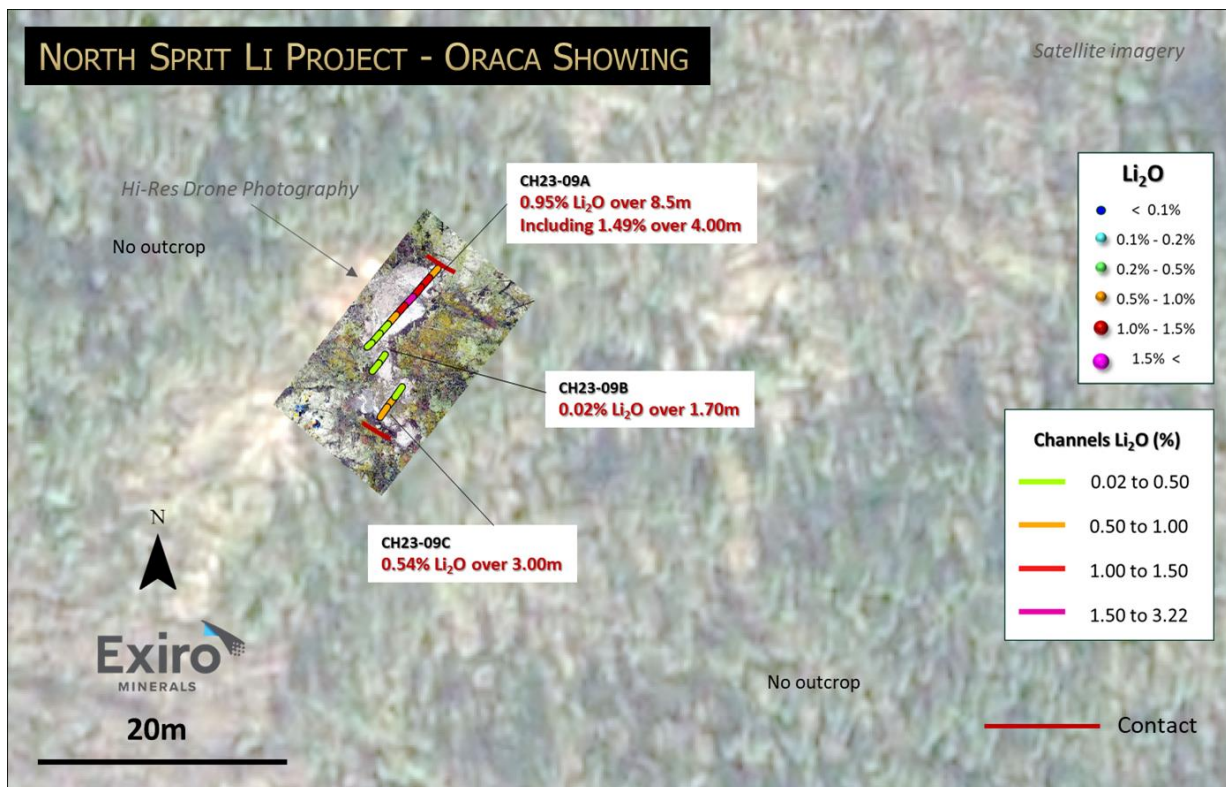 NORTH SPRIT LI PROJECT - ORACA SHOWING
Satellite imagery
Hi-Res Drone Photography
No outcrop
CH23-09A
0.95% Li₂O over 8.5m
Including 1.49% over 4.00m
CH23-09B
0.02% Li₂O over 1.70m
CH23-09C
0.54% Li₂O over 3.00m
Li₂O
< 0.1%
0.1% - 0.2%
0.2% - 0.5%
0.5% - 1.0%
1.0% - 1.5%
1.5% <
Channels Li₂O (%)
0.02 to 0.50
0.50 to 1.00
1.00 to 1.50
1.50 to 3.22
N
Exiro
MINERALS
20m
No outcrop
Contact